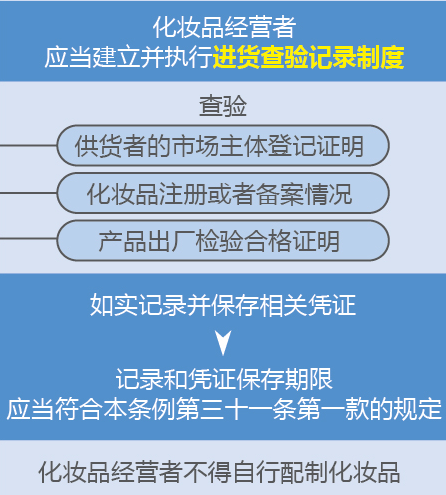 化妆品经营者
应当建立并执行进货查验记录制度
查验
供货者的市场主体登记证明
化妆品注册或者备案情况
产品出厂检验合格证明
如实记录并保存相关凭证
记录和凭证保存期限
应当符合本条例第三十一条第一款的规定
化妆品经营者不得自行配制化妆品